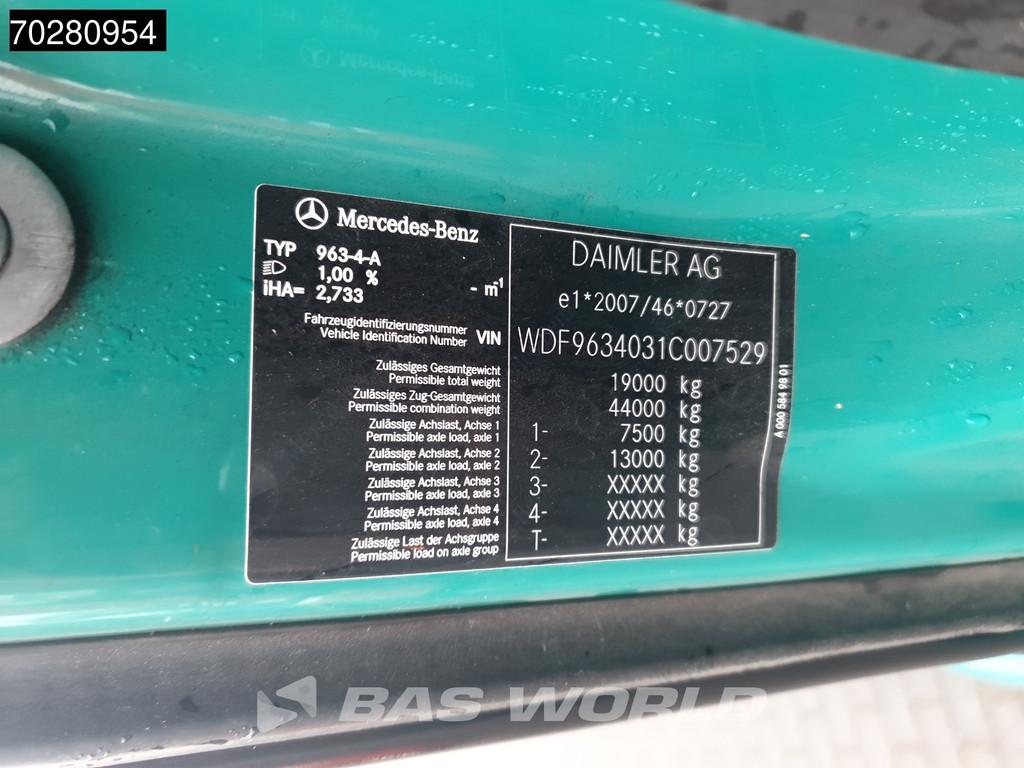 70280954
Mercedes-Benz
TYP 963-4-A
1,00 %
iHA= 2,733 - m⁻¹
Fahrzeugidentifizierungsnummer
Vehicle Identification Number VIN
Zulässiges Gesamtgewicht
Permissible total weight
Zulässiges Zug-Gesamtgewicht
Permissible combination weight
Zulässige Achslast, Achse 1
Permissible axle load, axle 1
Zulässige Achslast, Achse 2
Permissible axle load, axle 2
Zulässige Achslast, Achse 3
Permissible axle load, axle 3
Zulässige Achslast, Achse 4
Permissible axle load, axle 4
Zulässige Last der Achsgruppe
Permissible load on axle group
DAIMLER AG
e1*2007/46*0727
WDF9634031C007529
19000 kg
44000 kg
1- 7500 kg
2- 13000 kg
3- XXXXX kg
4- XXXXX kg
T- XXXXX kg
A 000 584 98 01
BAS WORLD